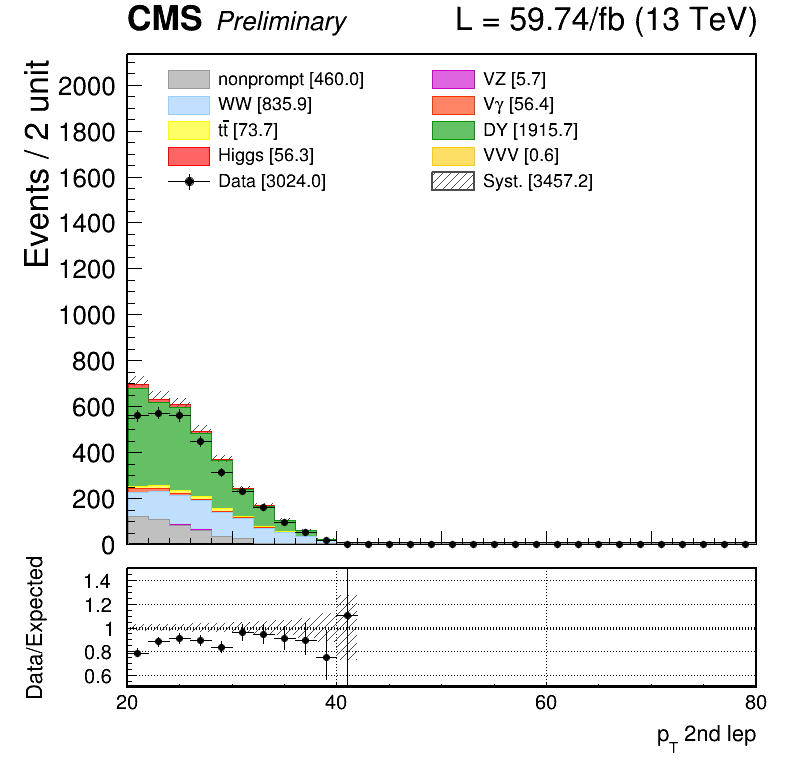 CMS Preliminary L = 59.74/fb (13 TeV)
Events / 2 unit
2000
1800
1600
1400
1200
1000
800
600
400
200
0
nonprompt [460.0]
WW [835.9]
tt̄ [73.7]
Higgs [56.3]
Data [3024.0]
VZ [5.7]
Vγ [56.4]
DY [1915.7]
VVV [0.6]
Syst. [3457.2]
Data/Expected
1.4
1.2
1
0.8
0.6
20 40 60 80
p_T 2nd lep